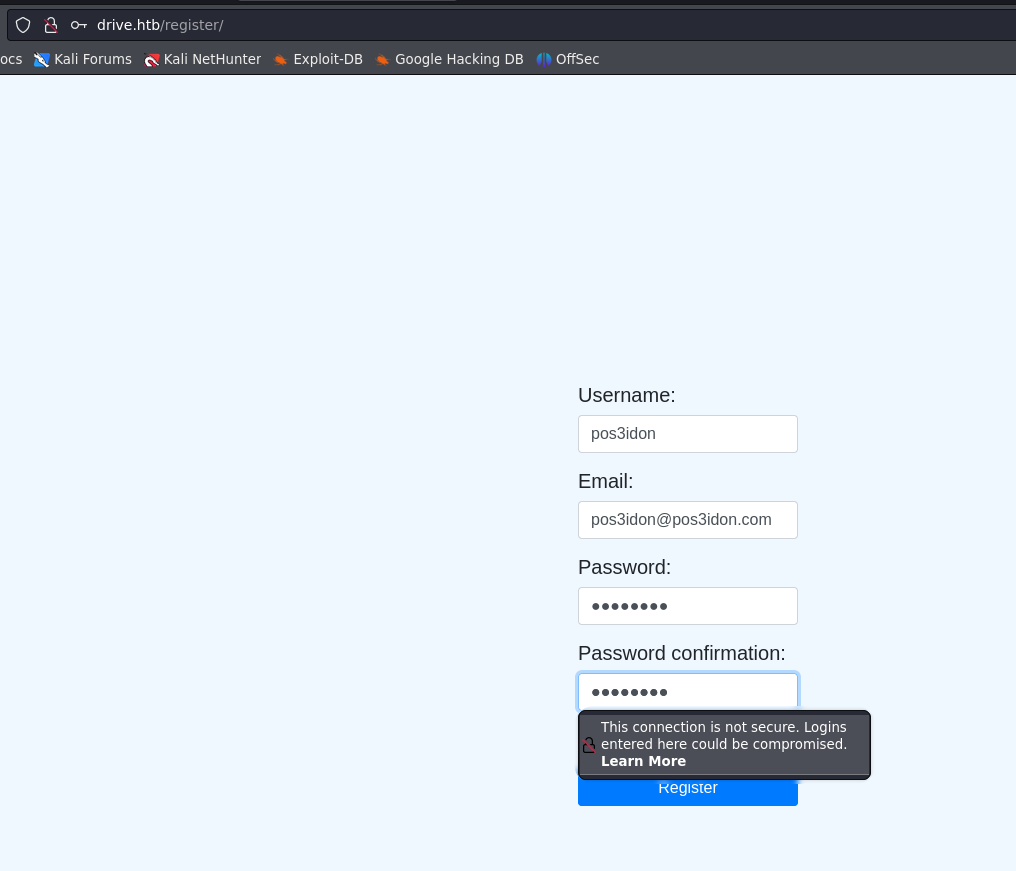 drive.htb/register/
ocs Kali Forums Kali NetHunter Exploit-DB Google Hacking DB OffSec
Username:
pos3idon
Email:
pos3idon@pos3idon.com
Password:
●●●●●●●●
Password confirmation:
●●●●●●●●
This connection is not secure. Logins
entered here could be compromised.
Learn More
Register